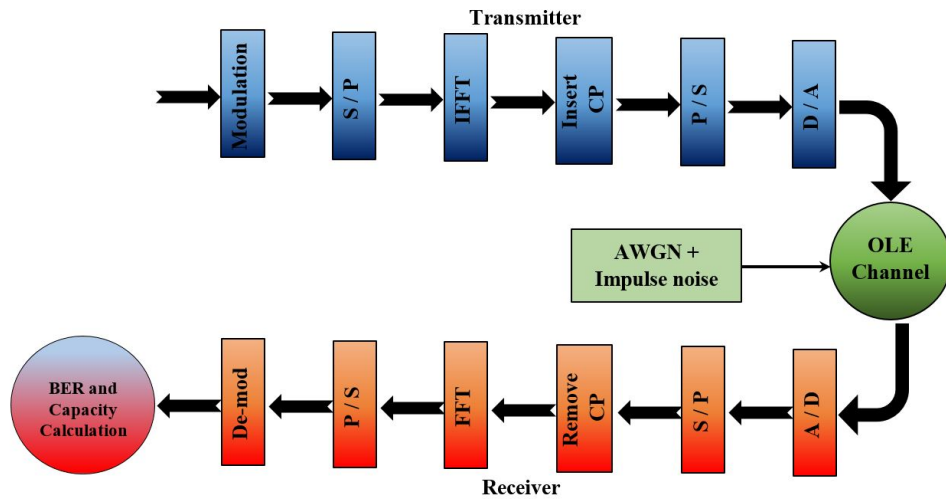 Transmitter
Modulation
S / P
IFFT
Insert
CP
P / S
D / A
OLE
Channel
AWGN +
Impulse noise
A / D
S / P
Remove
CP
FFT
P / S
De-mod
BER and
Capacity
Calculation
Receiver